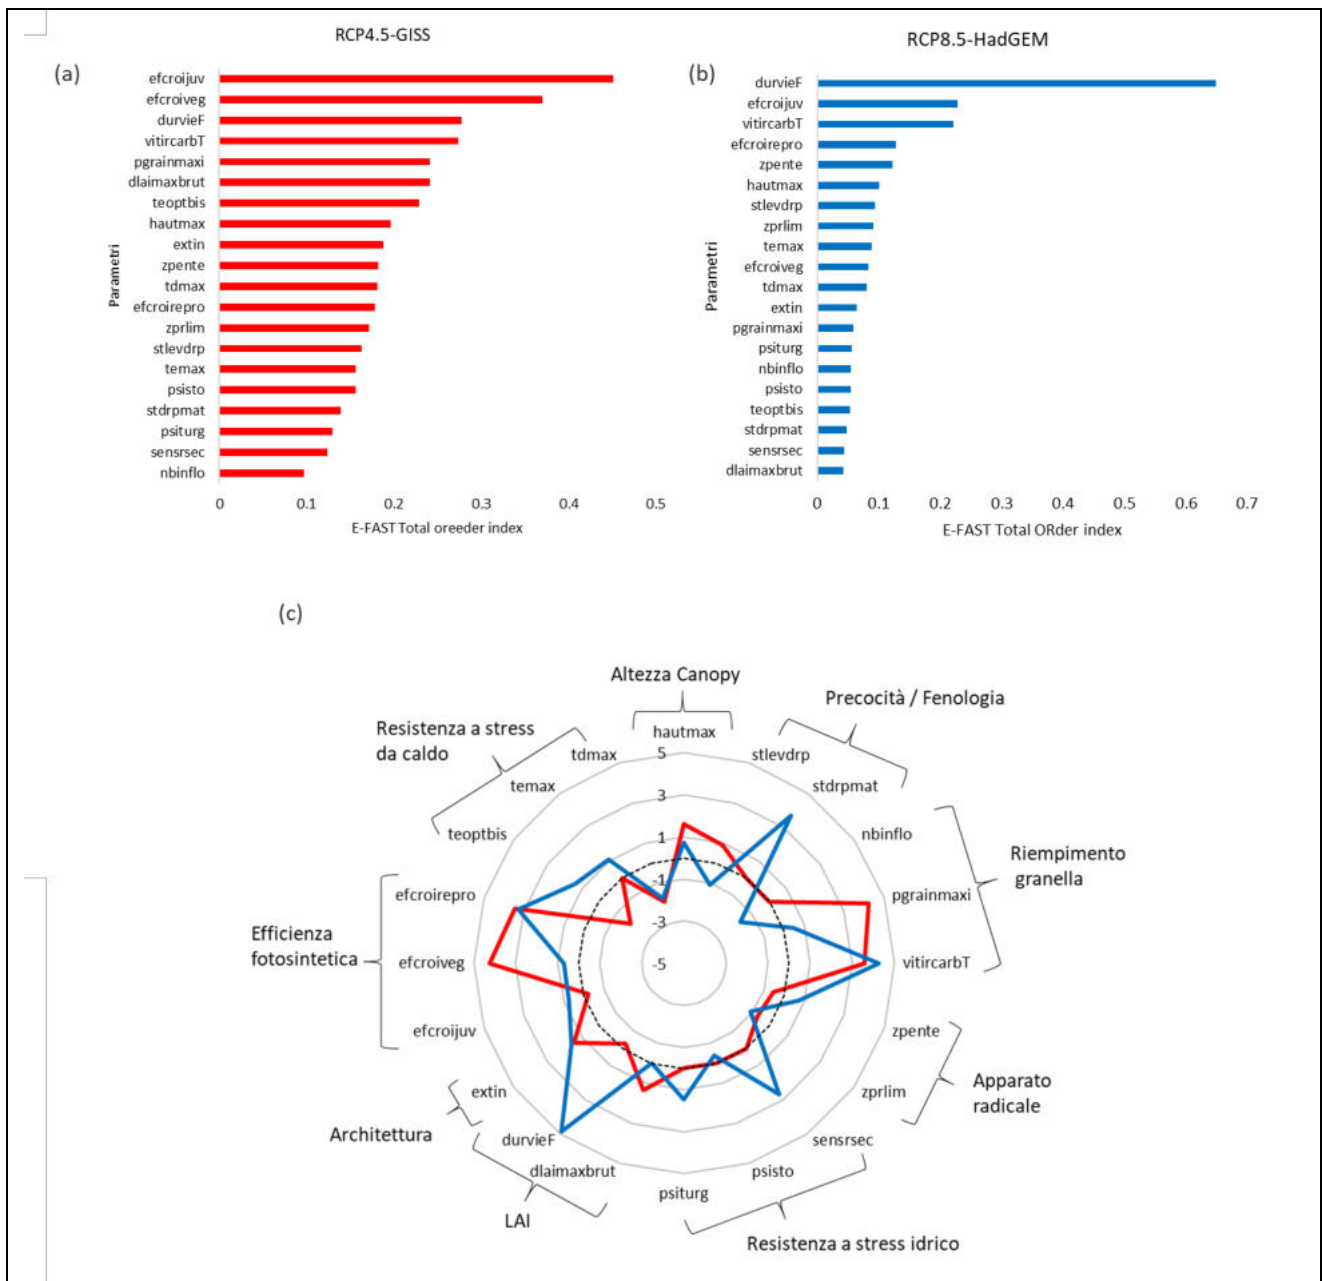 RCP4.5-GISS
(a)
efcroijuv
efcroiveg
durvieF
vitircarbT
pgrainmaxi
dlaimaxbrut
teoptbis
hautmax
extin
zpente
tdmax
efcroirepro
zprlim
stlevdrp
temax
psisto
stdrpmat
psiturg
sensrsec
nbinflo
Parametri
0 0.1 0.2 0.3 0.4 0.5
E-FAST Total oreeder index
RCP8.5-HadGEM
(b)
durvieF
efcroijuv
vitircarbT
efcroirepro
zpente
hautmax
stlevdrp
zprlim
temax
efcroiveg
tdmax
extin
pgrainmaxi
psiturg
nbinflo
psisto
teoptbis
stdrpmat
sensrsec
dlaimaxbrut
Parametri
0 0.1 0.2 0.3 0.4 0.5 0.6 0.7
E-FAST Total ORder index
(c)
Altezza Canopy
hautmax
Precocità / Fenologia
stlevdrp
stdrpmat
nbinflo
Riempimento
granella
pgrainmaxi
vitircarbT
zpente
Apparato
radicale
zprlim
sensrsec
psisto
psiturg
Resistenza a stress idrico
dlaimaxbrut
LAI
durvieF
Architettura
extin
efcroijuv
Efficienza
fotosintetica
efcroiveg
efcroirepro
teoptbis
Resistenza a stress
da caldo
temax
tdmax
5
3
1
-1
-3
-5